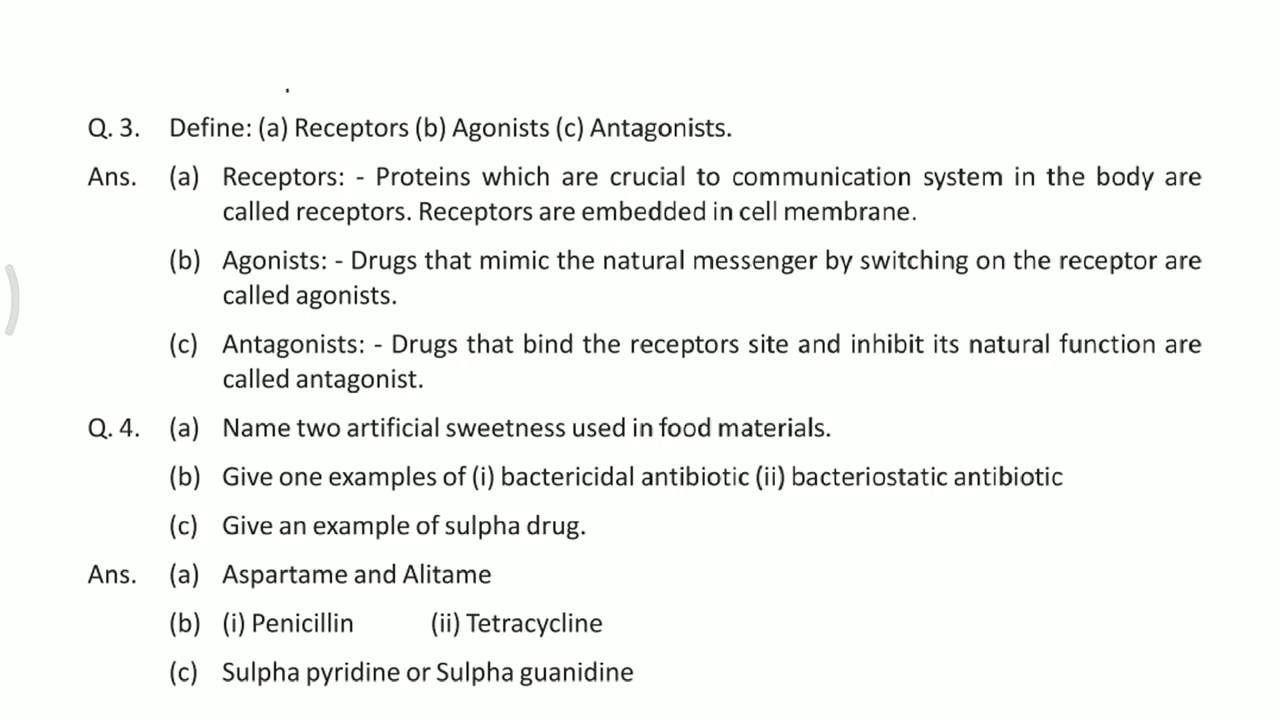 Q. 3. Define: (a) Receptors (b) Agonists (c) Antagonists.
Ans. (a) Receptors: - Proteins which are crucial to communication system in the body are
called receptors. Receptors are embedded in cell membrane.
(b) Agonists: - Drugs that mimic the natural messenger by switching on the receptor are
called agonists.
(c) Antagonists: - Drugs that bind the receptors site and inhibit its natural function are
called antagonist.
Q. 4. (a) Name two artificial sweetness used in food materials.
(b) Give one examples of (i) bactericidal antibiotic (ii) bacteriostatic antibiotic
(c) Give an example of sulpha drug.
Ans. (a) Aspartame and Alitame
(b) (i) Penicillin (ii) Tetracycline
(c) Sulpha pyridine or Sulpha guanidine